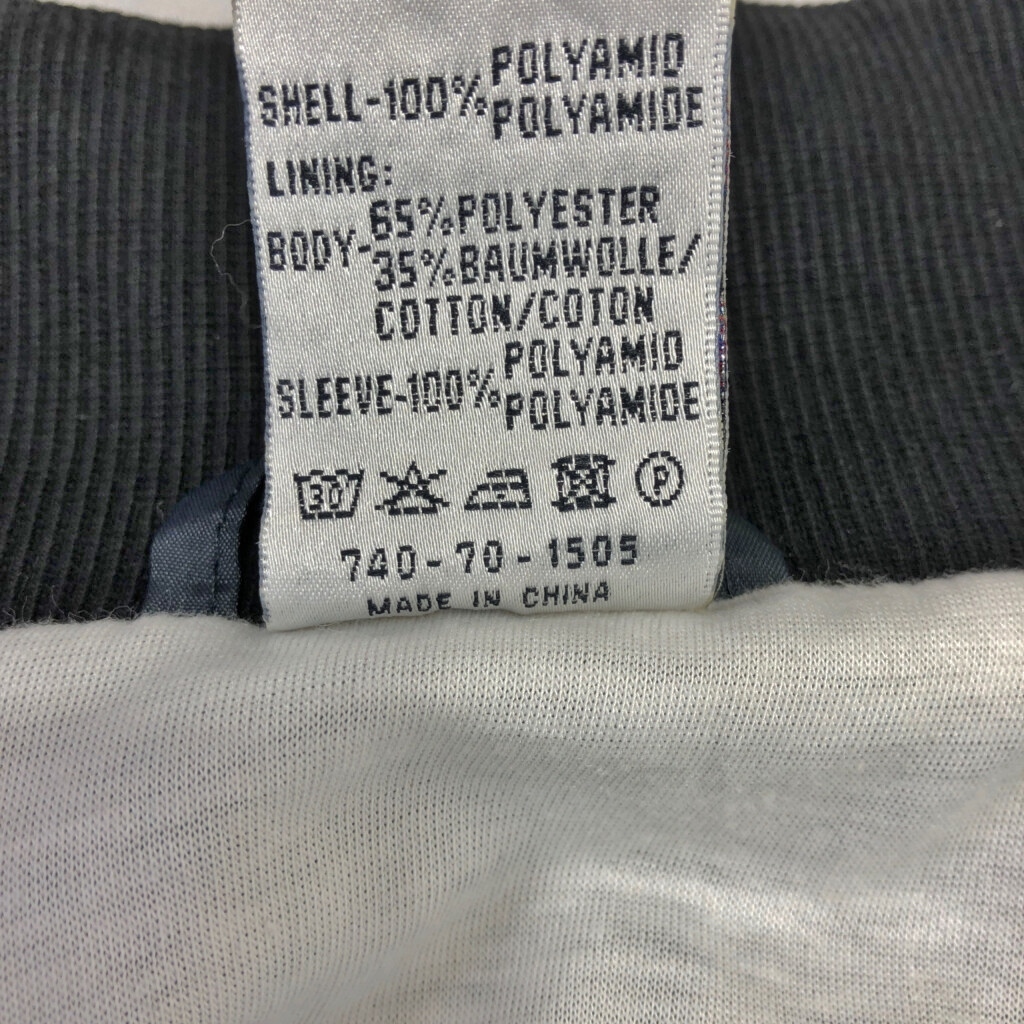 SHELL-100% POLYAMID
POLYAMIDE
LINING:
BODY-65% POLYESTER
35% BAUMWOLLE/
COTTON/COTON
SLEEVE-100% POLYAMID
POLYAMIDE
30 P
740-70-1505
MADE IN CHINA